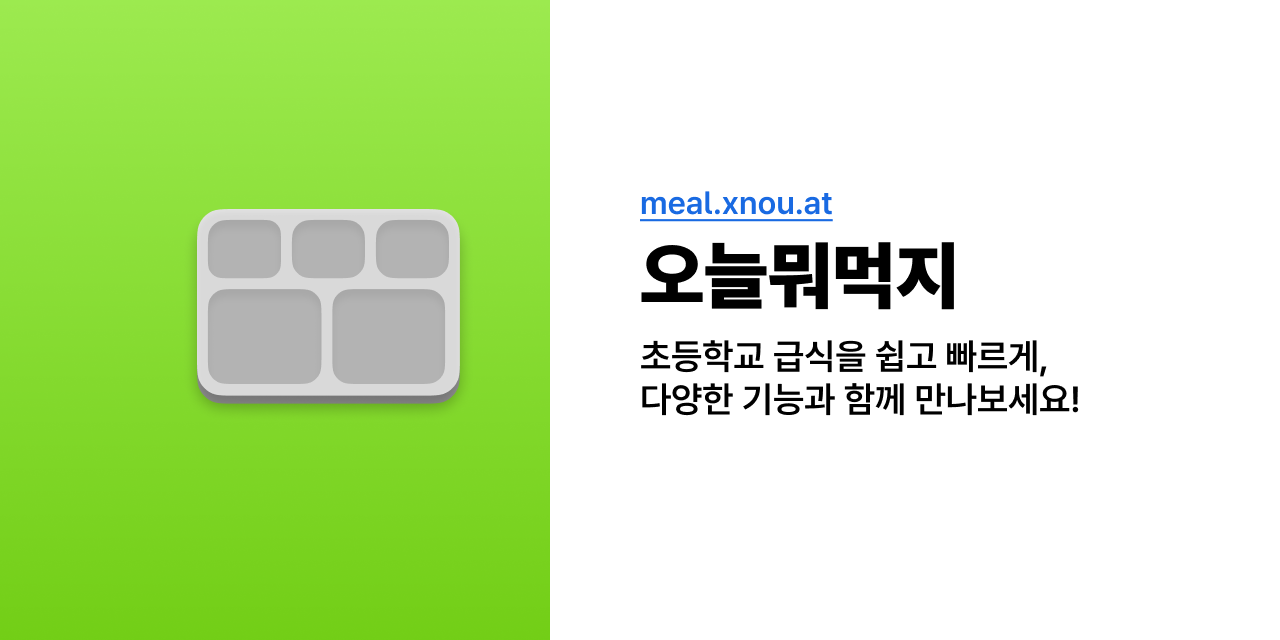 meal.xnou.at
오늘뭐먹지
초등학교 급식을 쉽고 빠르게,
다양한 기능과 함께 만나보세요!